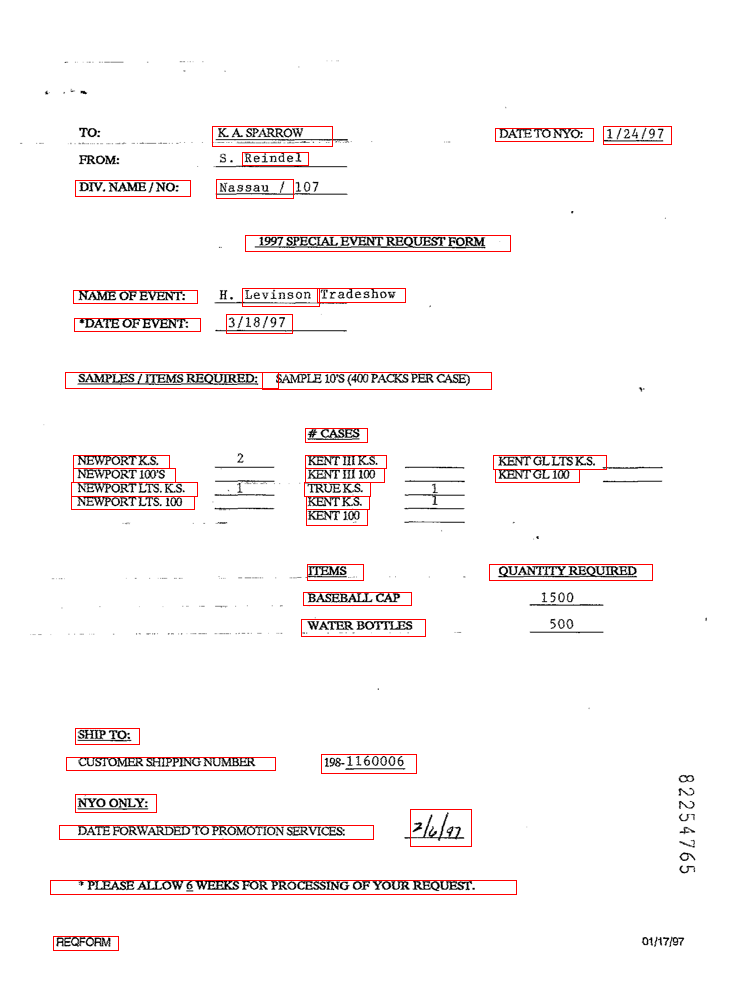 TO: K. A. SPARROW DATE TO NYO: 1/24/97
FROM: S. Reindel
DIV. NAME / NO: Nassau / 107
1997 SPECIAL EVENT REQUEST FORM
NAME OF EVENT: H. Levinson Tradeshow
*DATE OF EVENT: 3/18/97
SAMPLES / ITEMS REQUIRED: SAMPLE 10'S (400 PACKS PER CASE)
# CASES
NEWPORT K.S. 2 KENT III K.S. KENT GL LTS K.S.
NEWPORT 100'S KENT III 100 KENT GL 100
NEWPORT LTS. K.S. 1 TRUE K.S. 1
NEWPORT LTS. 100 KENT K.S. 1
KENT 100
ITEMS QUANTITY REQUIRED
BASEBALL CAP 1500
WATER BOTTLES 500
SHIP TO:
CUSTOMER SHIPPING NUMBER 198-1160006
NYO ONLY:
DATE FORWARDED TO PROMOTION SERVICES: 2/6/97
* PLEASE ALLOW 6 WEEKS FOR PROCESSING OF YOUR REQUEST.
82254765
REQFORM 01/17/97